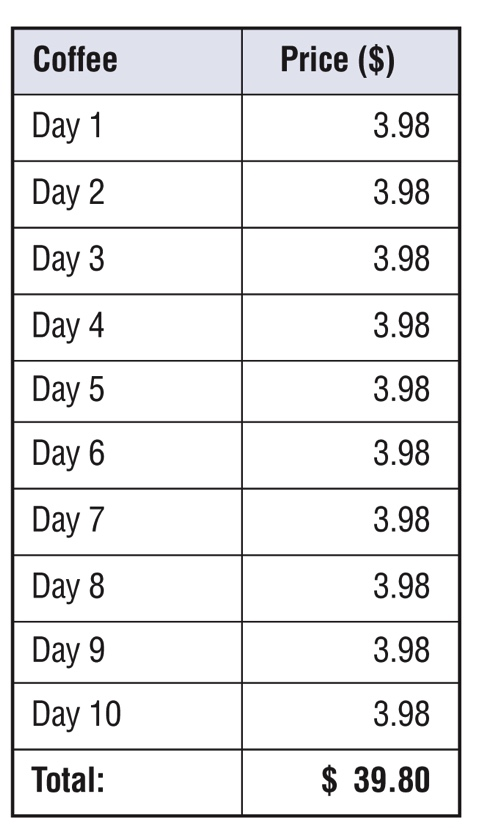 Coffee Price ($)
Day 1 3.98
Day 2 3.98
Day 3 3.98
Day 4 3.98
Day 5 3.98
Day 6 3.98
Day 7 3.98
Day 8 3.98
Day 9 3.98
Day 10 3.98
Total: $ 39.80